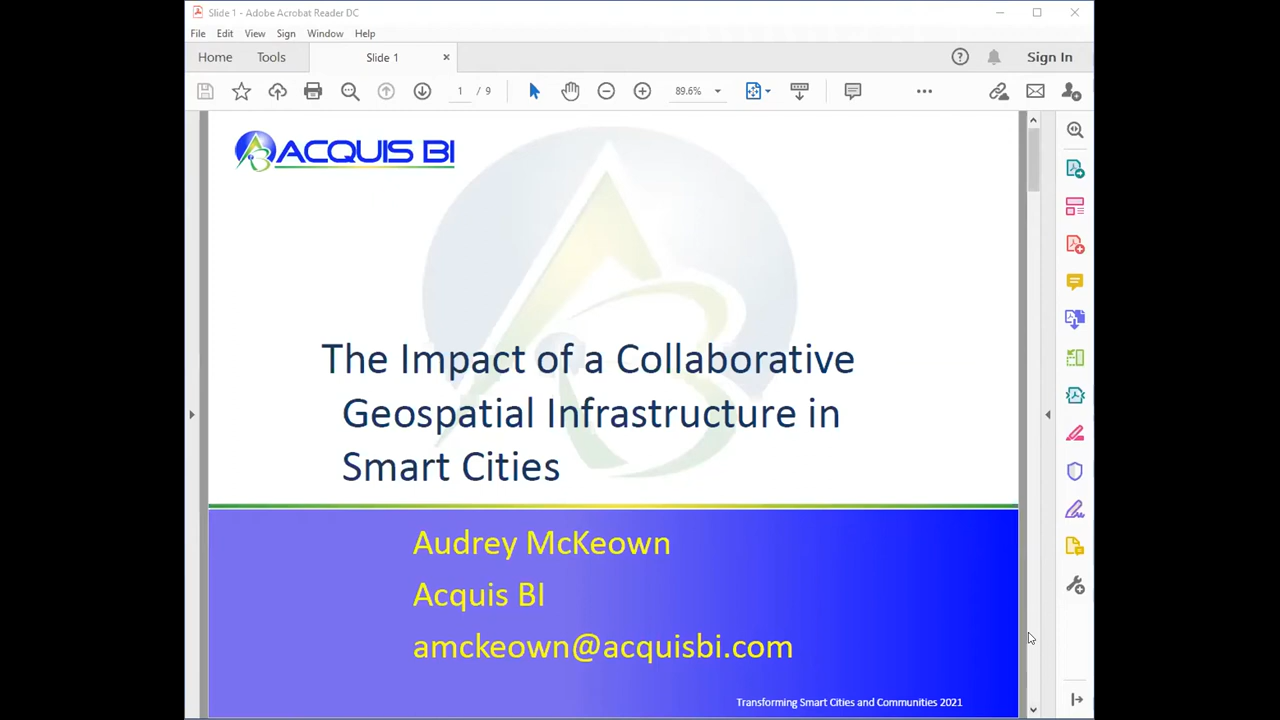 Slide 1 - Adobe Acrobat Reader DC
File Edit View Sign Window Help
Home Tools Slide 1 × ? Sign In
1 / 9 89.6%
ACQUIS BI
The Impact of a Collaborative
Geospatial Infrastructure in
Smart Cities
Audrey McKeown
Acquis BI
amckeown@acquisbi.com
Transforming Smart Cities and Communities 2021